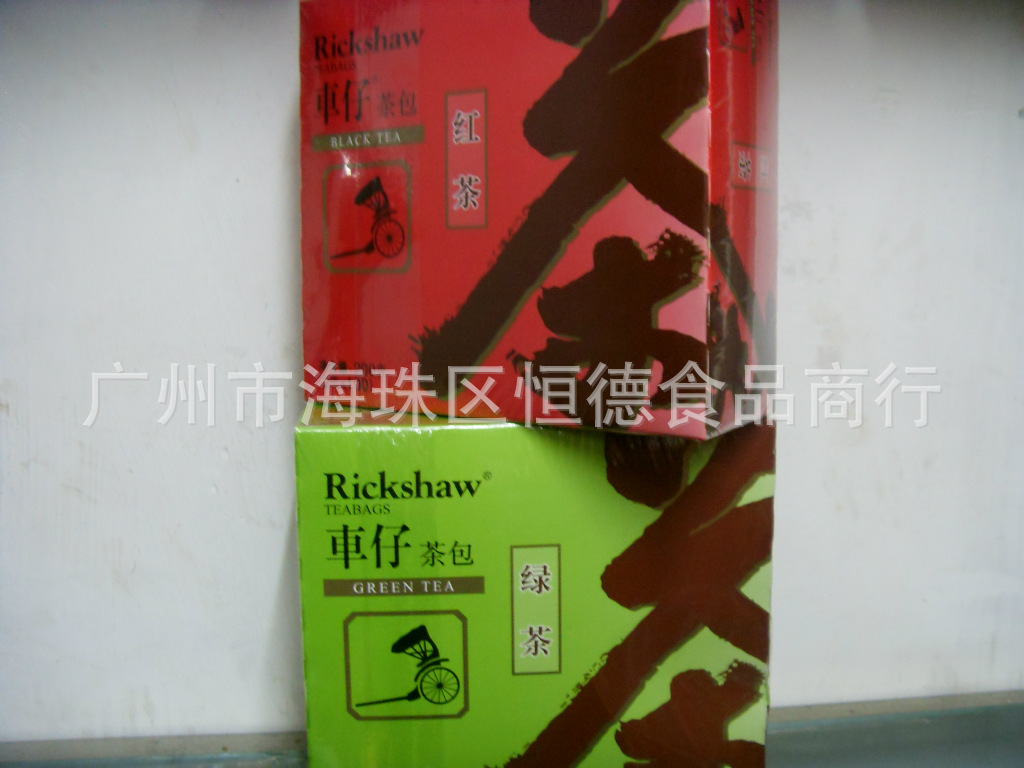 Rickshaw
TEABAGS
車仔 茶包
BLACK TEA
红茶
广州市海珠区恒德食品商行
Rickshaw®
TEABAGS
車仔 茶包
GREEN TEA
绿茶